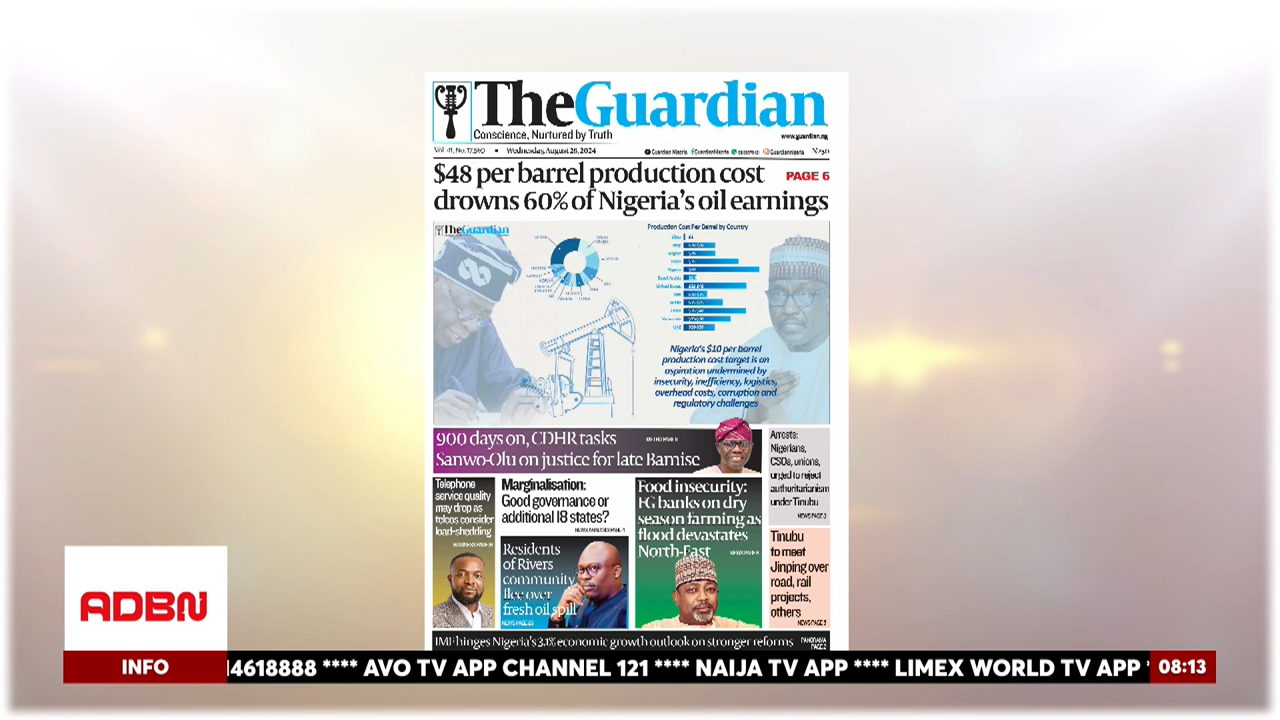 TheGuardian
Conscience, Nurtured by Truth
www.guardian.ng
Wednesday, August 28, 2024
$48 per barrel production cost
drowns 60% of Nigeria's oil earnings
PAGE 6
TheGuardian
Production Cost Per Barrel by Country
Nigeria's $10 per barrel
production cost target is an
aspiration undermined by
insecurity, inefficiency, logistics,
overhead costs, corruption and
regulatory challenges
900 days on, CDHR tasks
Sanwo-Olu on justice for late Bamise
Arrests:
Nigerians,
CSOs, unions,
urged to reject
authoritarianism
under Tinubu
NEWS PAGE 3
Telephone
service quality
may drop as
telcos consider
load-shedding
Marginalisation:
Good governance or
additional 18 states?
Food insecurity:
FG banks on dry
season farming as
flood devastates
North-East
Residents
of Rivers
community
flee over
fresh oil spill
Tinubu
to meet
Jinping over
road, rail
projects,
others
IMF hinges Nigeria's 3.1% economic growth outlook on stronger reforms
PANORAMA
PAGE 2
ADBN
INFO
14618888 **** AVO TV APP CHANNEL 121 **** NAIJA TV APP **** LIMEX WORLD TV APP
08:13